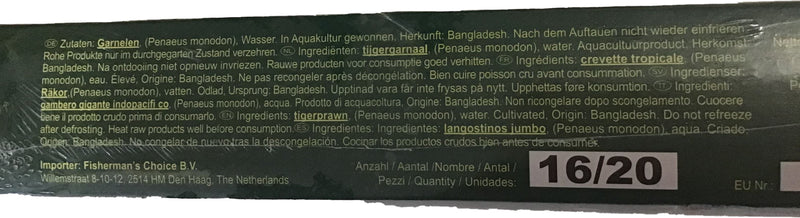 DE Zutaten: Garnelen, (Penaeus monodon), Wasser. In Aquakultur gewonnen. Herkunft: Bangladesh. Nach dem Auftauen nicht wieder einfrieren.
Rohe Produkte nur im durchgegarten Zustand verzehren. NL Ingrediënten: tijgergarnaal, (Penaeus monodon), water. Aquacultuurproduct. Herkomst:
Bangladesh. Na ontdooiing niet opnieuw invriezen. Rauwe producten voor consumptie goed verhitten. FR Ingrédients: crevette tropicale. (Penaeus
monodon), eau. Élevé, Origine: Bangladesh. Ne pas recongeler après décongélation. Bien cuire poisson cru avant consommation. SV Ingredienser:
Räkor, (Penaeus monodon), vatten. Odlad, Ursprung: Bangladesh. Upptinad vara får inte frysas på nytt. Upphettas före konsumtion. IT Ingredienti:
gambero gigante indopacifi co, (Penaeus monodon), acqua. Prodotto di acquacoltura, Origine: Bangladesh. Non ricongelare dopo scongelamento. Cuocere
bene il prodotto crudo prima di consumarlo. EN Ingredients: tigerprawn, (Penaeus monodon), water. Cultivated, Origin: Bangladesh. Do not refreeze
after defrosting. Heat raw products well before consumption. ES Ingredientes: langostinos jumbo, (Penaeus monodon), aqua. Criado,
Origen: Bangladesh. No congelar de nuevo tras la descongelación. Cocinar los productos crudos bien antes de consumer.
Importer: Fisherman's Choice B.V.
Willemstraat 8-10-12, 2514 HM Den Haag, The Netherlands
Anzahl / Aantal /Nombre / Antal /
Pezzi / Quantity / Unidades:
16/20
EU Nr.: